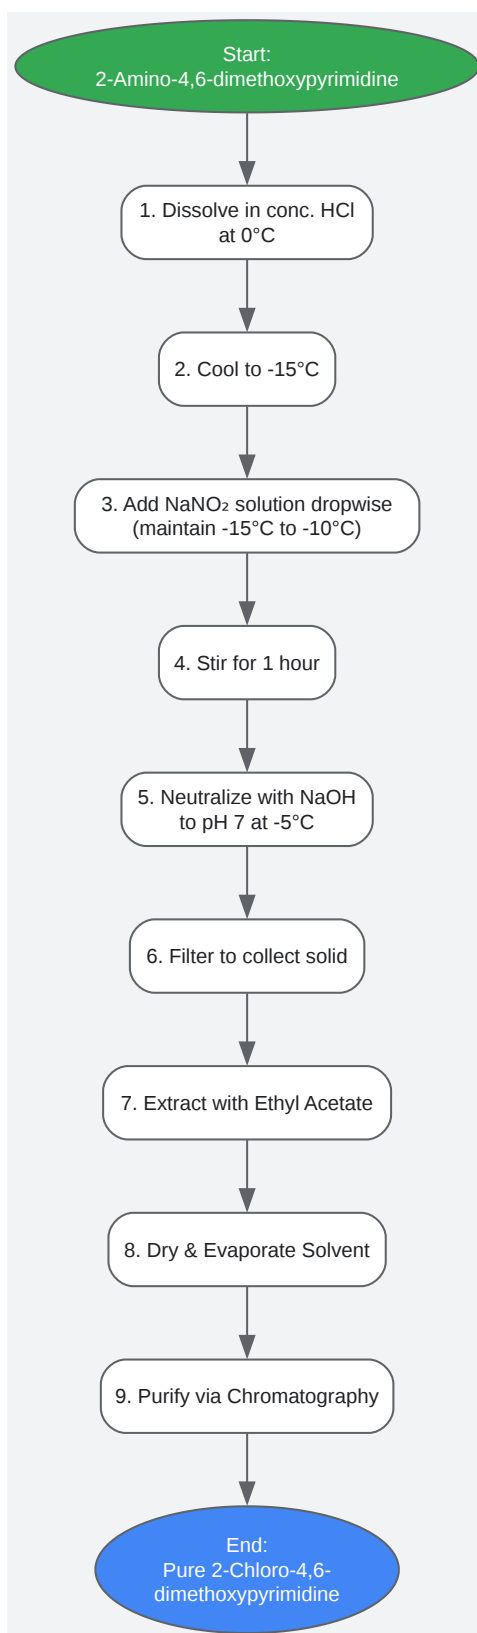 Start:
2-Amino-4,6-dimethoxypyrimidine
1. Dissolve in conc. HCl
at 0°C
2. Cool to -15°C
3. Add NaNO₂ solution dropwise
(maintain -15°C to -10°C)
4. Stir for 1 hour
5. Neutralize with NaOH
to pH 7 at -5°C
6. Filter to collect solid
7. Extract with Ethyl Acetate
8. Dry & Evaporate Solvent
9. Purify via Chromatography
End:
Pure 2-Chloro-4,6-
dimethoxypyrimidine